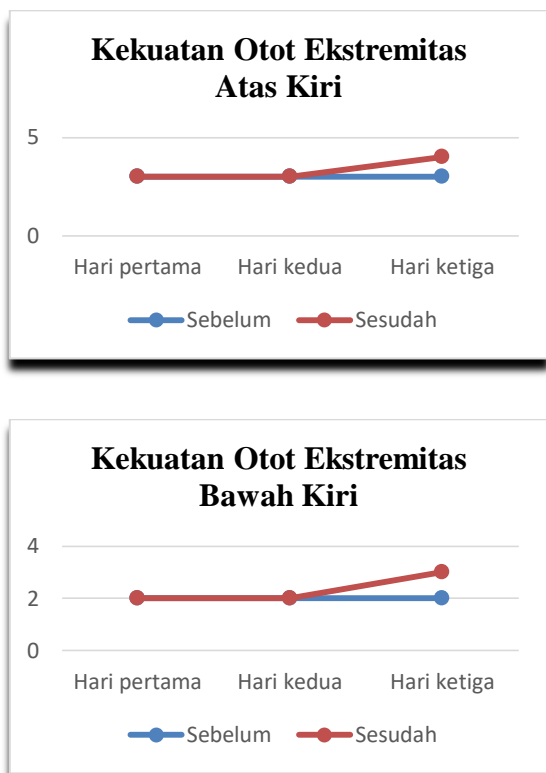 Kekuatan Otot Ekstremitas
Atas Kiri
5
0
Hari pertama Hari kedua Hari ketiga
Sebelum Sesudah
Kekuatan Otot Ekstremitas
Bawah Kiri
4
2
0
Hari pertama Hari kedua Hari ketiga
Sebelum Sesudah